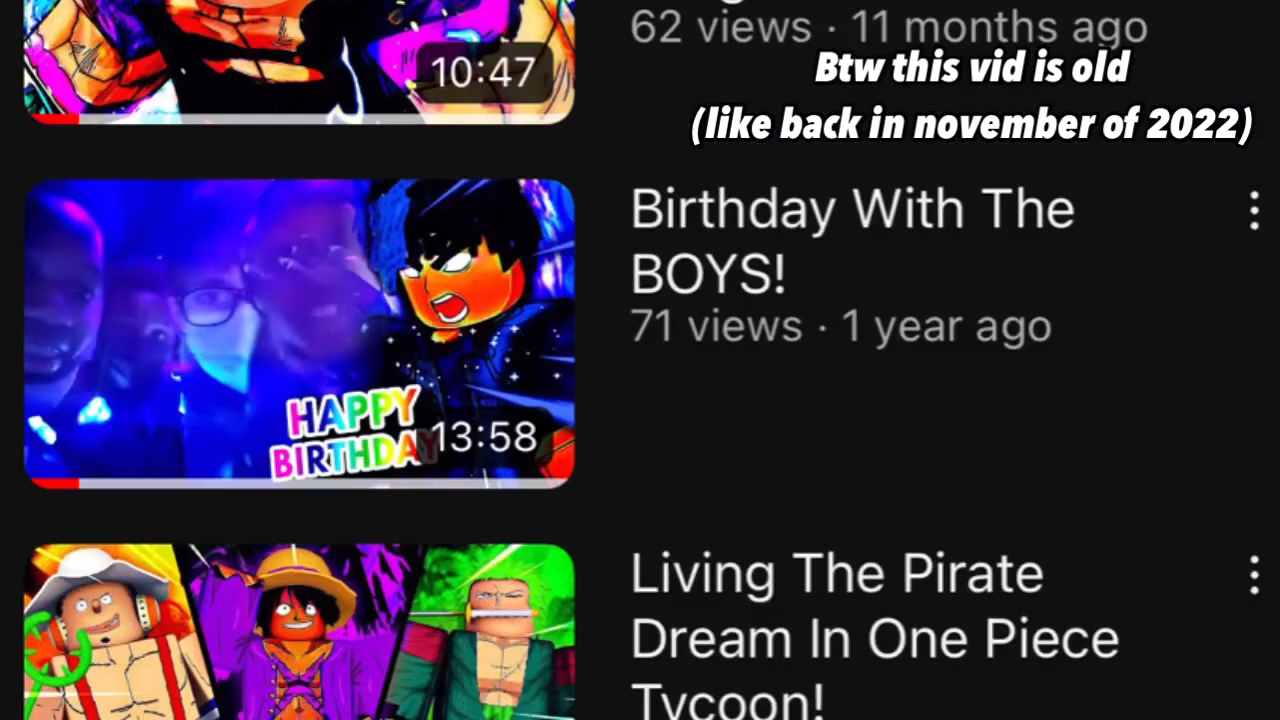 62 views · 11 months ago
10:47
Btw this vid is old
(like back in november of 2022)
Birthday With The
BOYS!
71 views · 1 year ago
HAPPY
BIRTHDAY
13:58
Living The Pirate
Dream In One Piece
Tycoon!